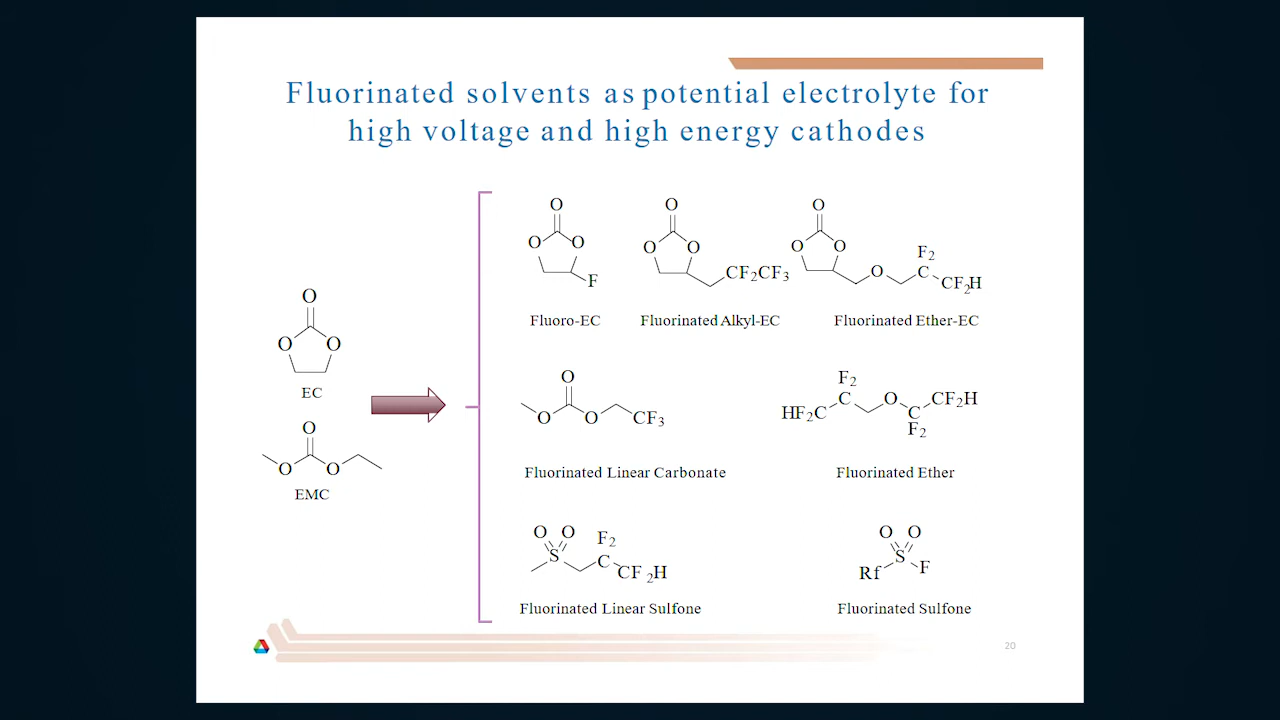 Fluorinated solvents as potential electrolyte for
high voltage and high energy cathodes
O
O
O
EC
O
O
O
EMC
O
O
O
F
Fluoro-EC
O
O
O
CF2CF3
Fluorinated Alkyl-EC
O
O
O
O
F2
C
CF2H
Fluorinated Ether-EC
O
O
O
CF3
Fluorinated Linear Carbonate
F2
HF2C
C
O
C
F2
CF2H
Fluorinated Ether
O O
S
F2
C
CF2H
Fluorinated Linear Sulfone
O O
S
Rf
F
Fluorinated Sulfone
20